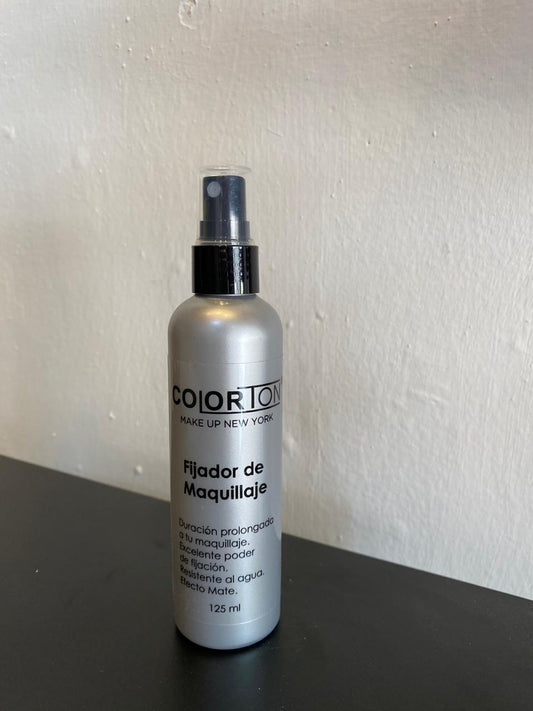 COLORTON
MAKE UP NEW YORK
Fijador de
Maquillaje
Duración prolongada
a tu maquillaje.
Excelente poder
de fijación.
Resistente al agua.
Efecto Mate.
125 ml